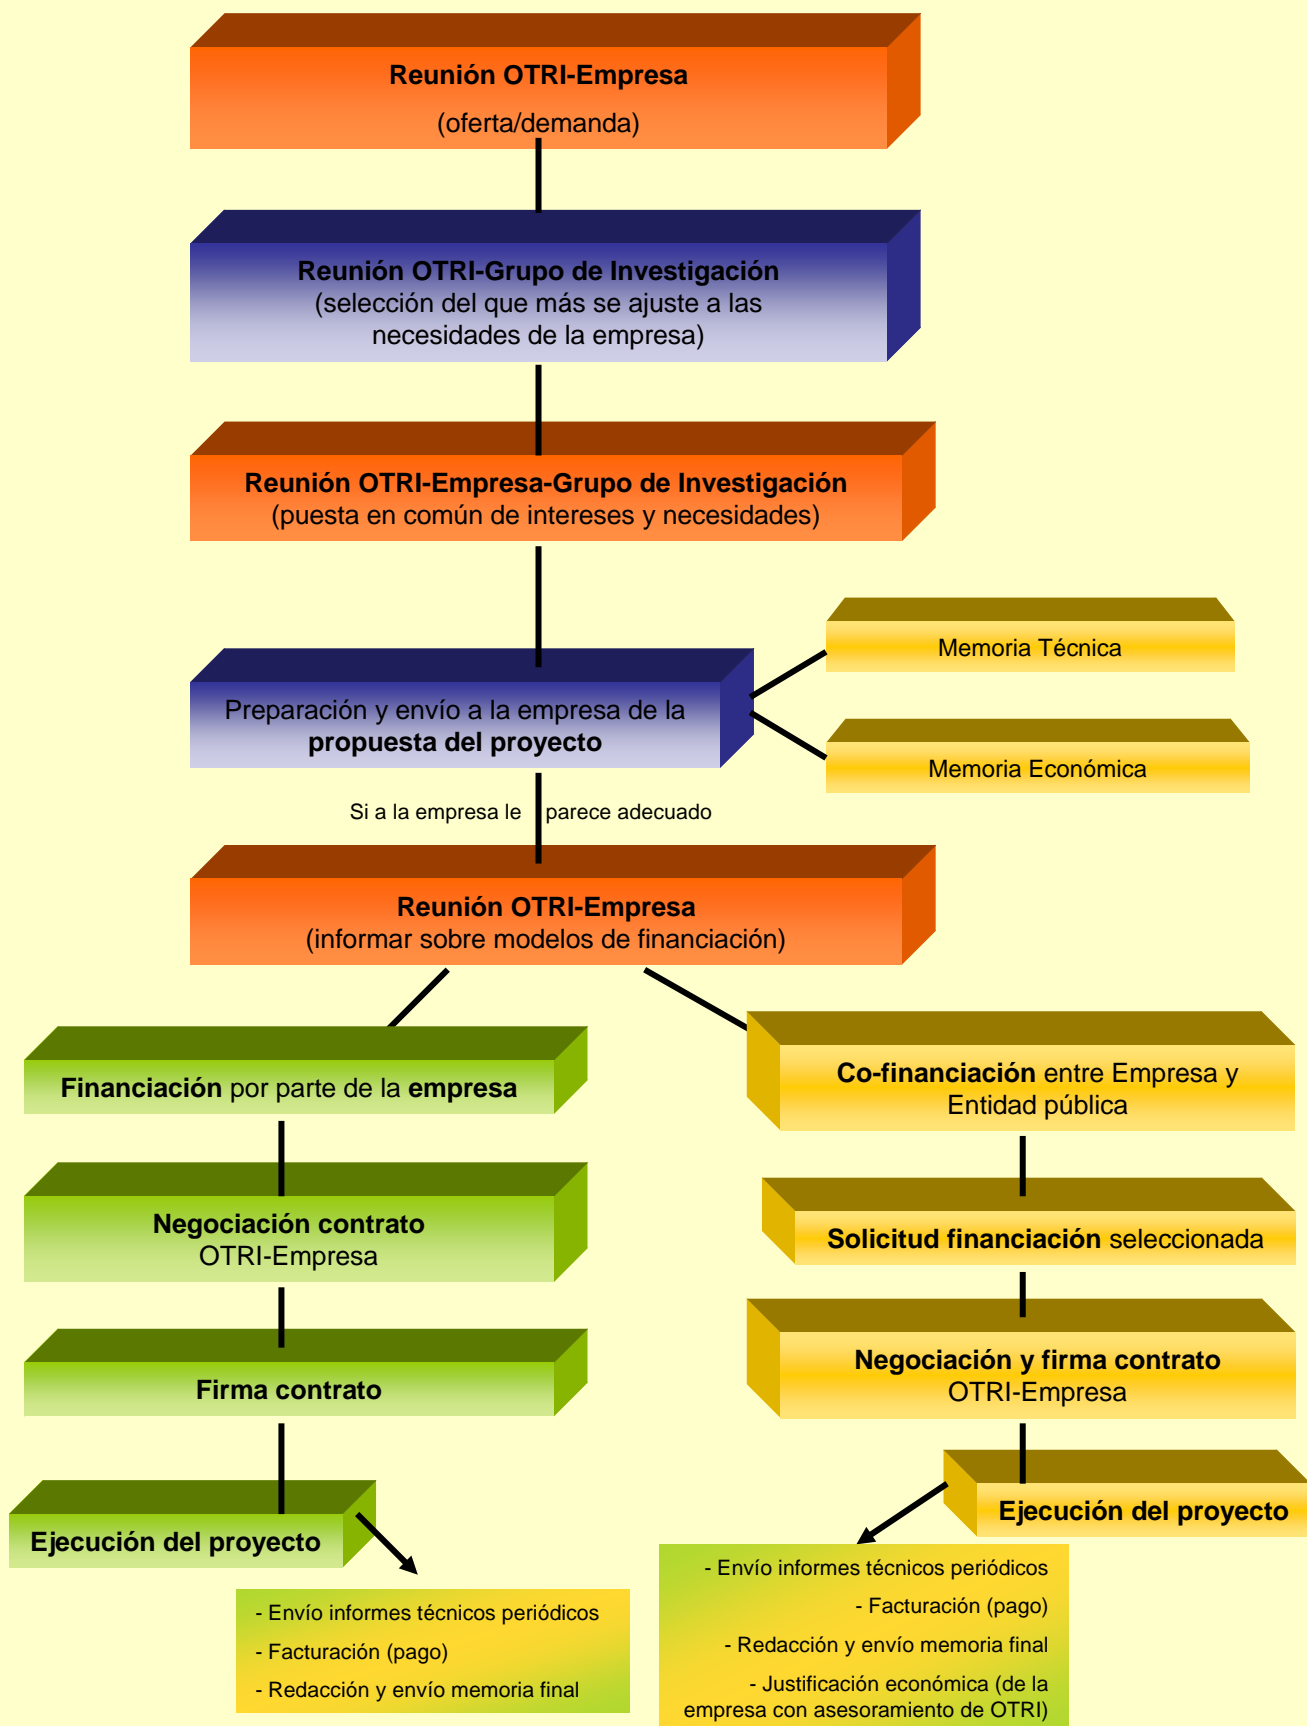 Reunión OTRI-Empresa
(oferta/demanda)
Reunión OTRI-Grupo de Investigación
(selección del que más se ajuste a las
necesidades de la empresa)
Reunión OTRI-Empresa-Grupo de Investigación
(puesta en común de intereses y necesidades)
Memoria Técnica
Preparación y envío a la empresa de la
propuesta del proyecto
Memoria Económica
Si a la empresa le parece adecuado
Reunión OTRI-Empresa
(informar sobre modelos de financiación)
Financiación por parte de la empresa
Negociación contrato
OTRI-Empresa
Firma contrato
Ejecución del proyecto
- Envío informes técnicos periódicos
- Facturación (pago)
- Redacción y envío memoria final
Co-financiación entre Empresa y
Entidad pública
Solicitud financiación seleccionada
Negociación y firma contrato
OTRI-Empresa
Ejecución del proyecto
- Envío informes técnicos periódicos
- Facturación (pago)
- Redacción y envío memoria final
- Justificación económica (de la
empresa con asesoramiento de OTRI)